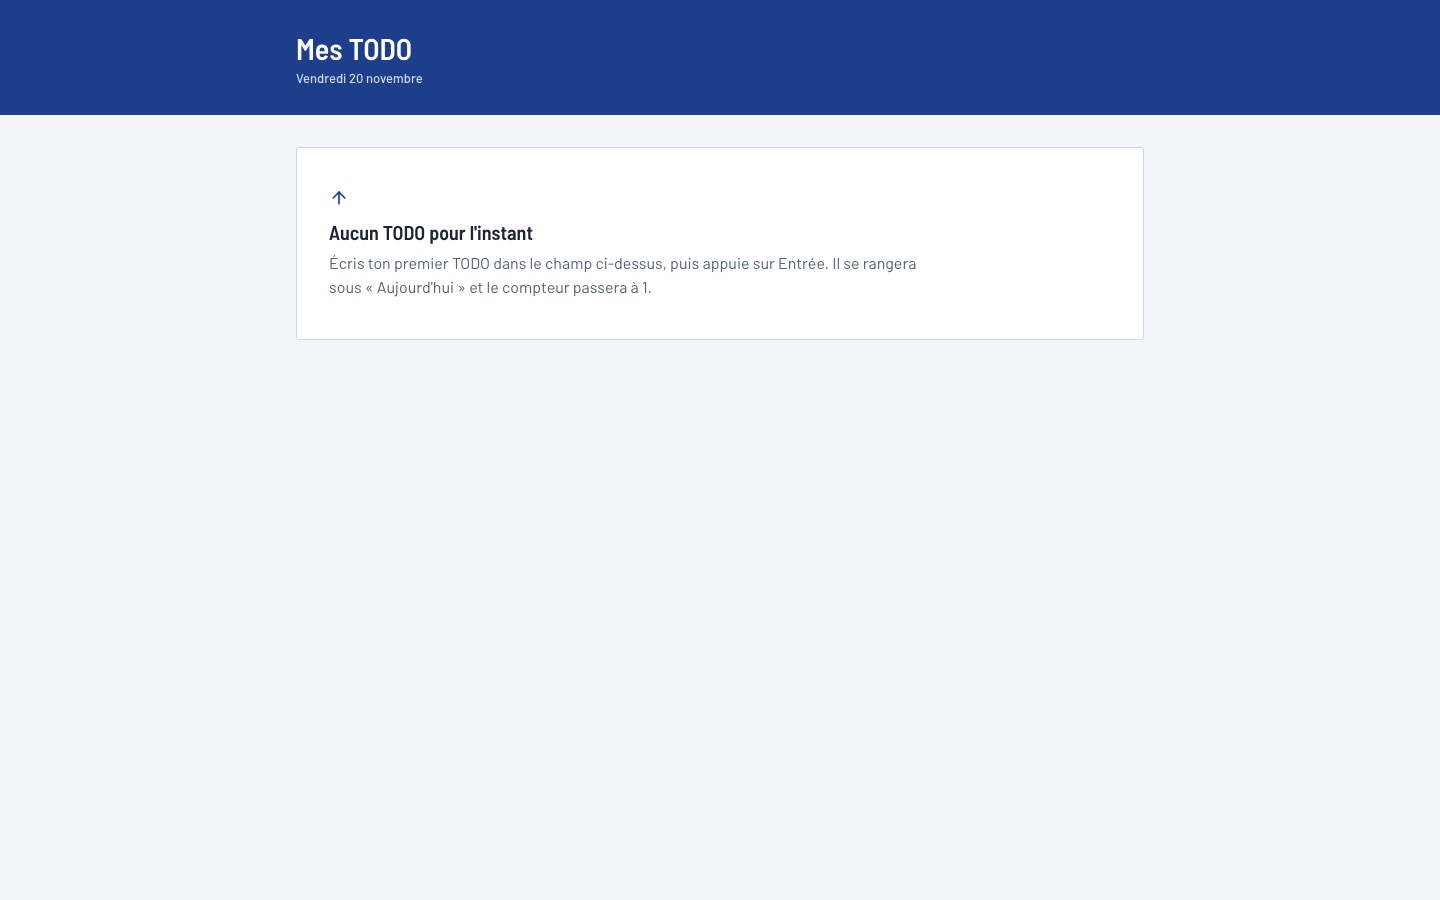 Mes TODO
Vendredi 20 novembre
Aucun TODO pour l'instant
Écris ton premier TODO dans le champ ci-dessus, puis appuie sur Entrée. Il se rangera
sous « Aujourd'hui » et le compteur passera à 1.